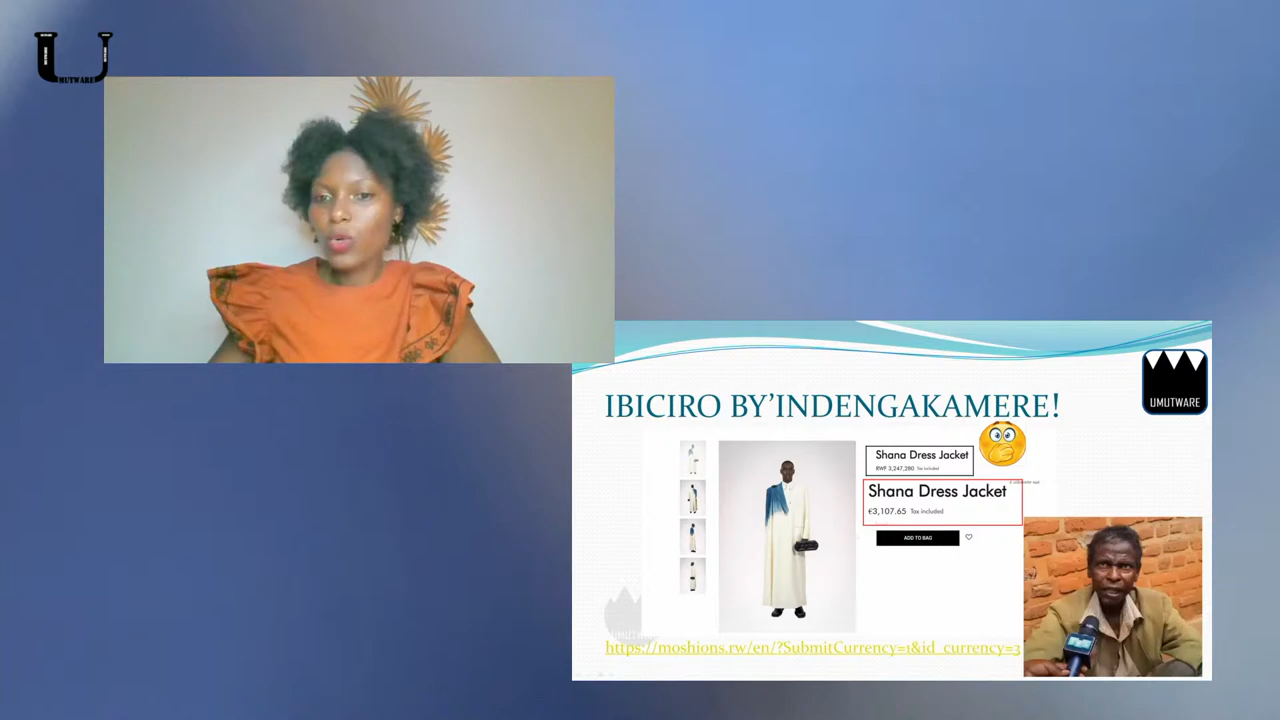 U
MUTWARE
IBICIRO BY'INDENGAKAMERE!
UMUTWARE
Shana Dress Jacket
RWF 3,247,280 Tax included
Shana Dress Jacket
€3,107.65 Tax included
ADD TO BAG
https://moshions.rw/en/?SubmitCurrency=1&id_currency=3